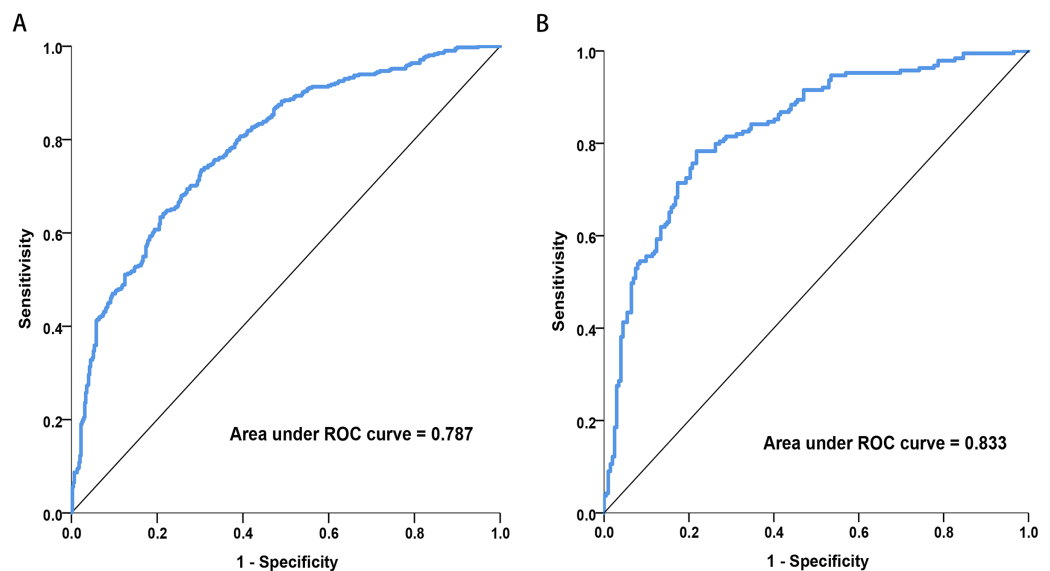 A
1.0
0.8
0.6
0.4
0.2
0.0
Sensitivisity
Area under ROC curve = 0.787
0.0 0.2 0.4 0.6 0.8 1.0
1 - Specificity
B
1.0
0.8
0.6
0.4
0.2
0.0
Sensitivisity
Area under ROC curve = 0.833
0.0 0.2 0.4 0.6 0.8 1.0
1 - Specificity